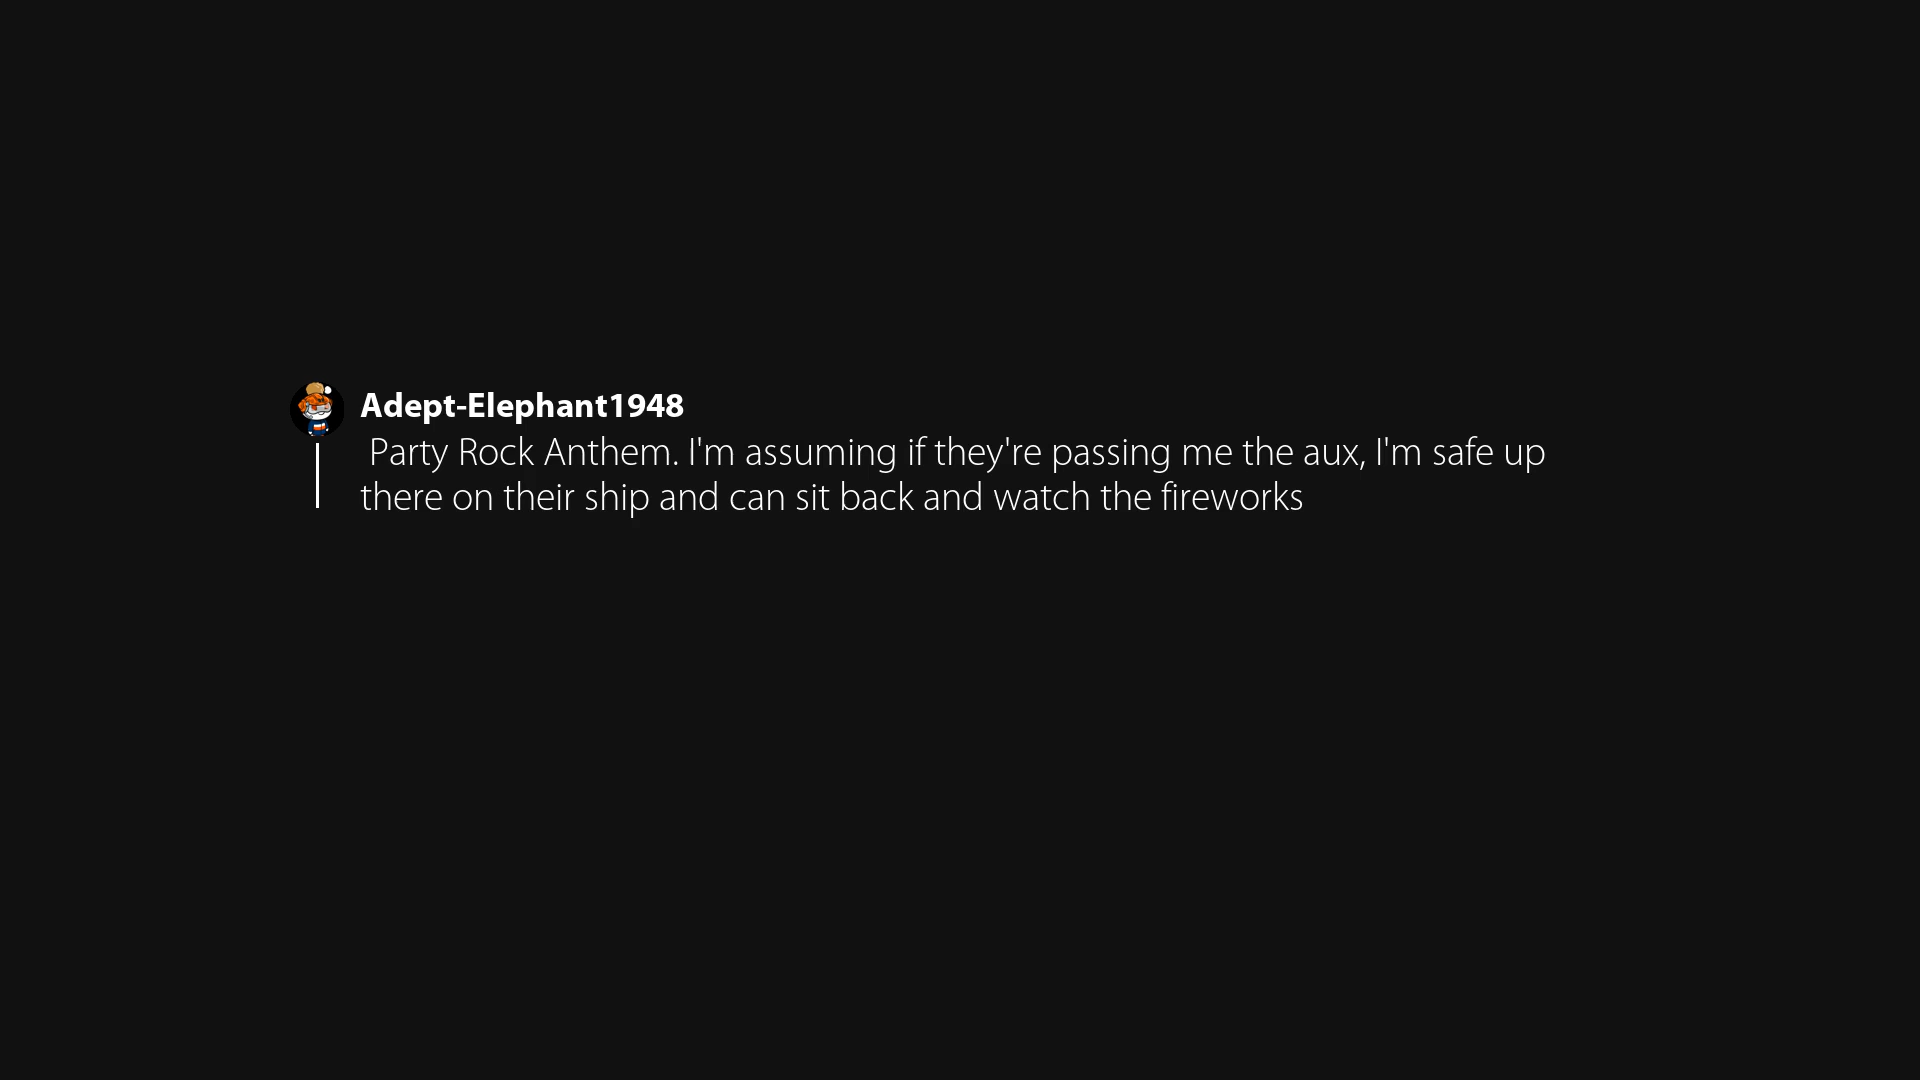 Adept-Elephant1948
Party Rock Anthem. I'm assuming if they're passing me the aux, I'm safe up
there on their ship and can sit back and watch the fireworks